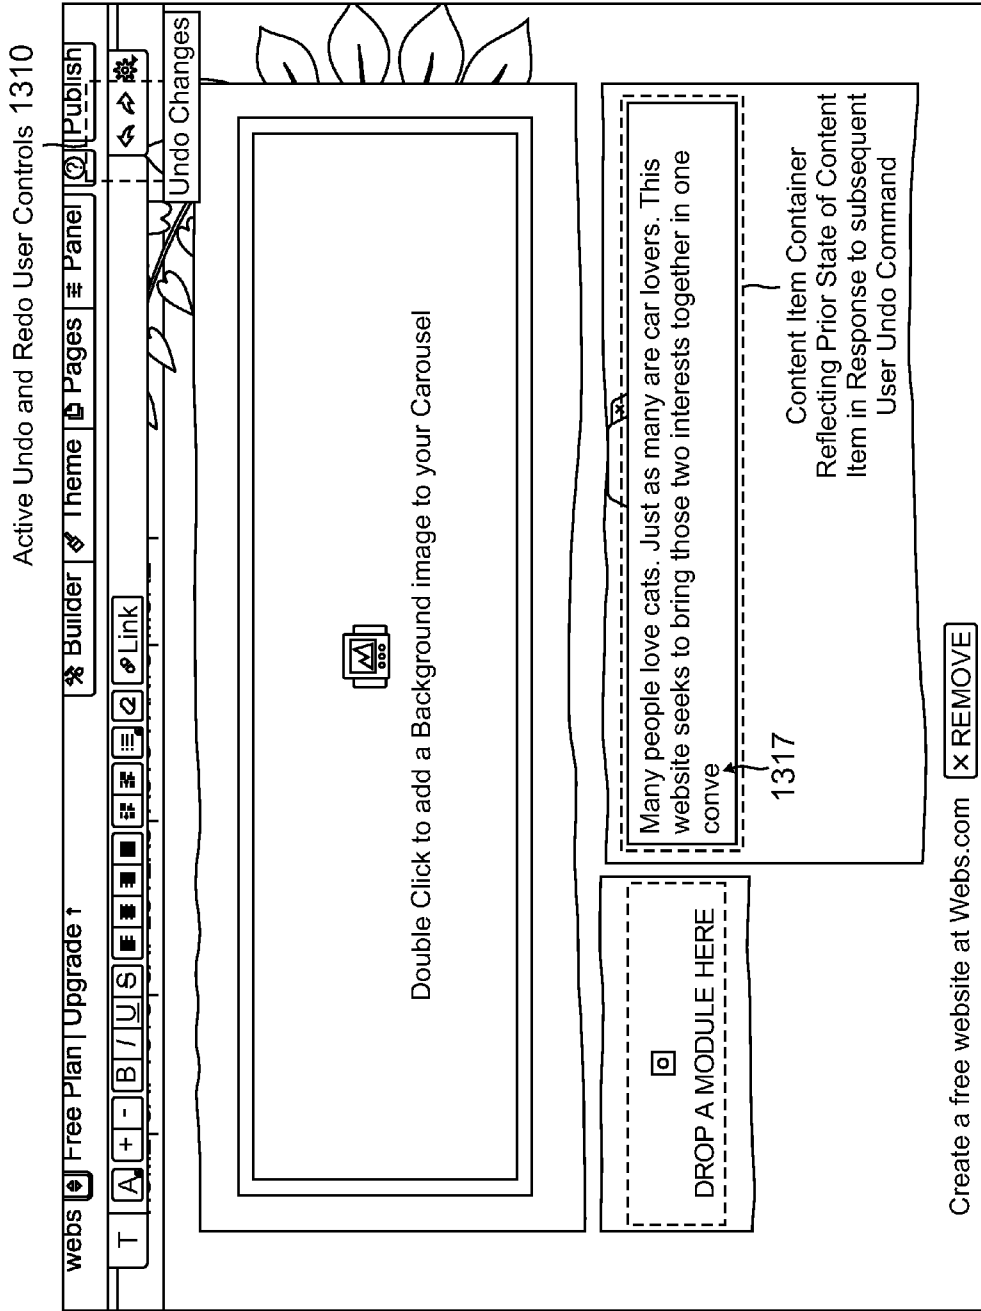 Active Undo and Redo User Controls 1310
webs Free Plan | Upgrade ↑
Builder Theme Pages Panel ? Publish
T A + - B I U S Link
Undo Changes
Double Click to add a Background image to your Carousel
DROP A MODULE HERE
×
Many people love cats. Just as many are car lovers. This
website seeks to bring those two interests together in one
conve
1317
Content Item Container
Reflecting Prior State of Content
Item in Response to subsequent
User Undo Command
Create a free website at Webs.com × REMOVE